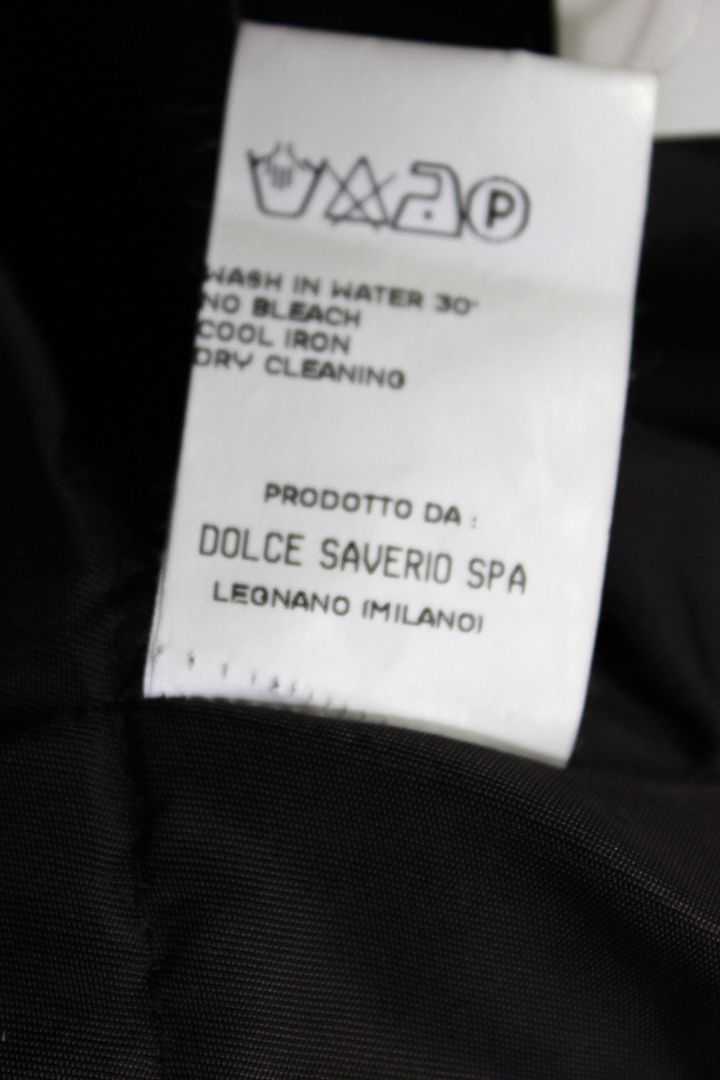 P
WASH IN WATER 30°
NO BLEACH
COOL IRON
DRY CLEANING
PRODOTTO DA :
DOLCE SAVERIO SPA
LEGNANO (MILANO)